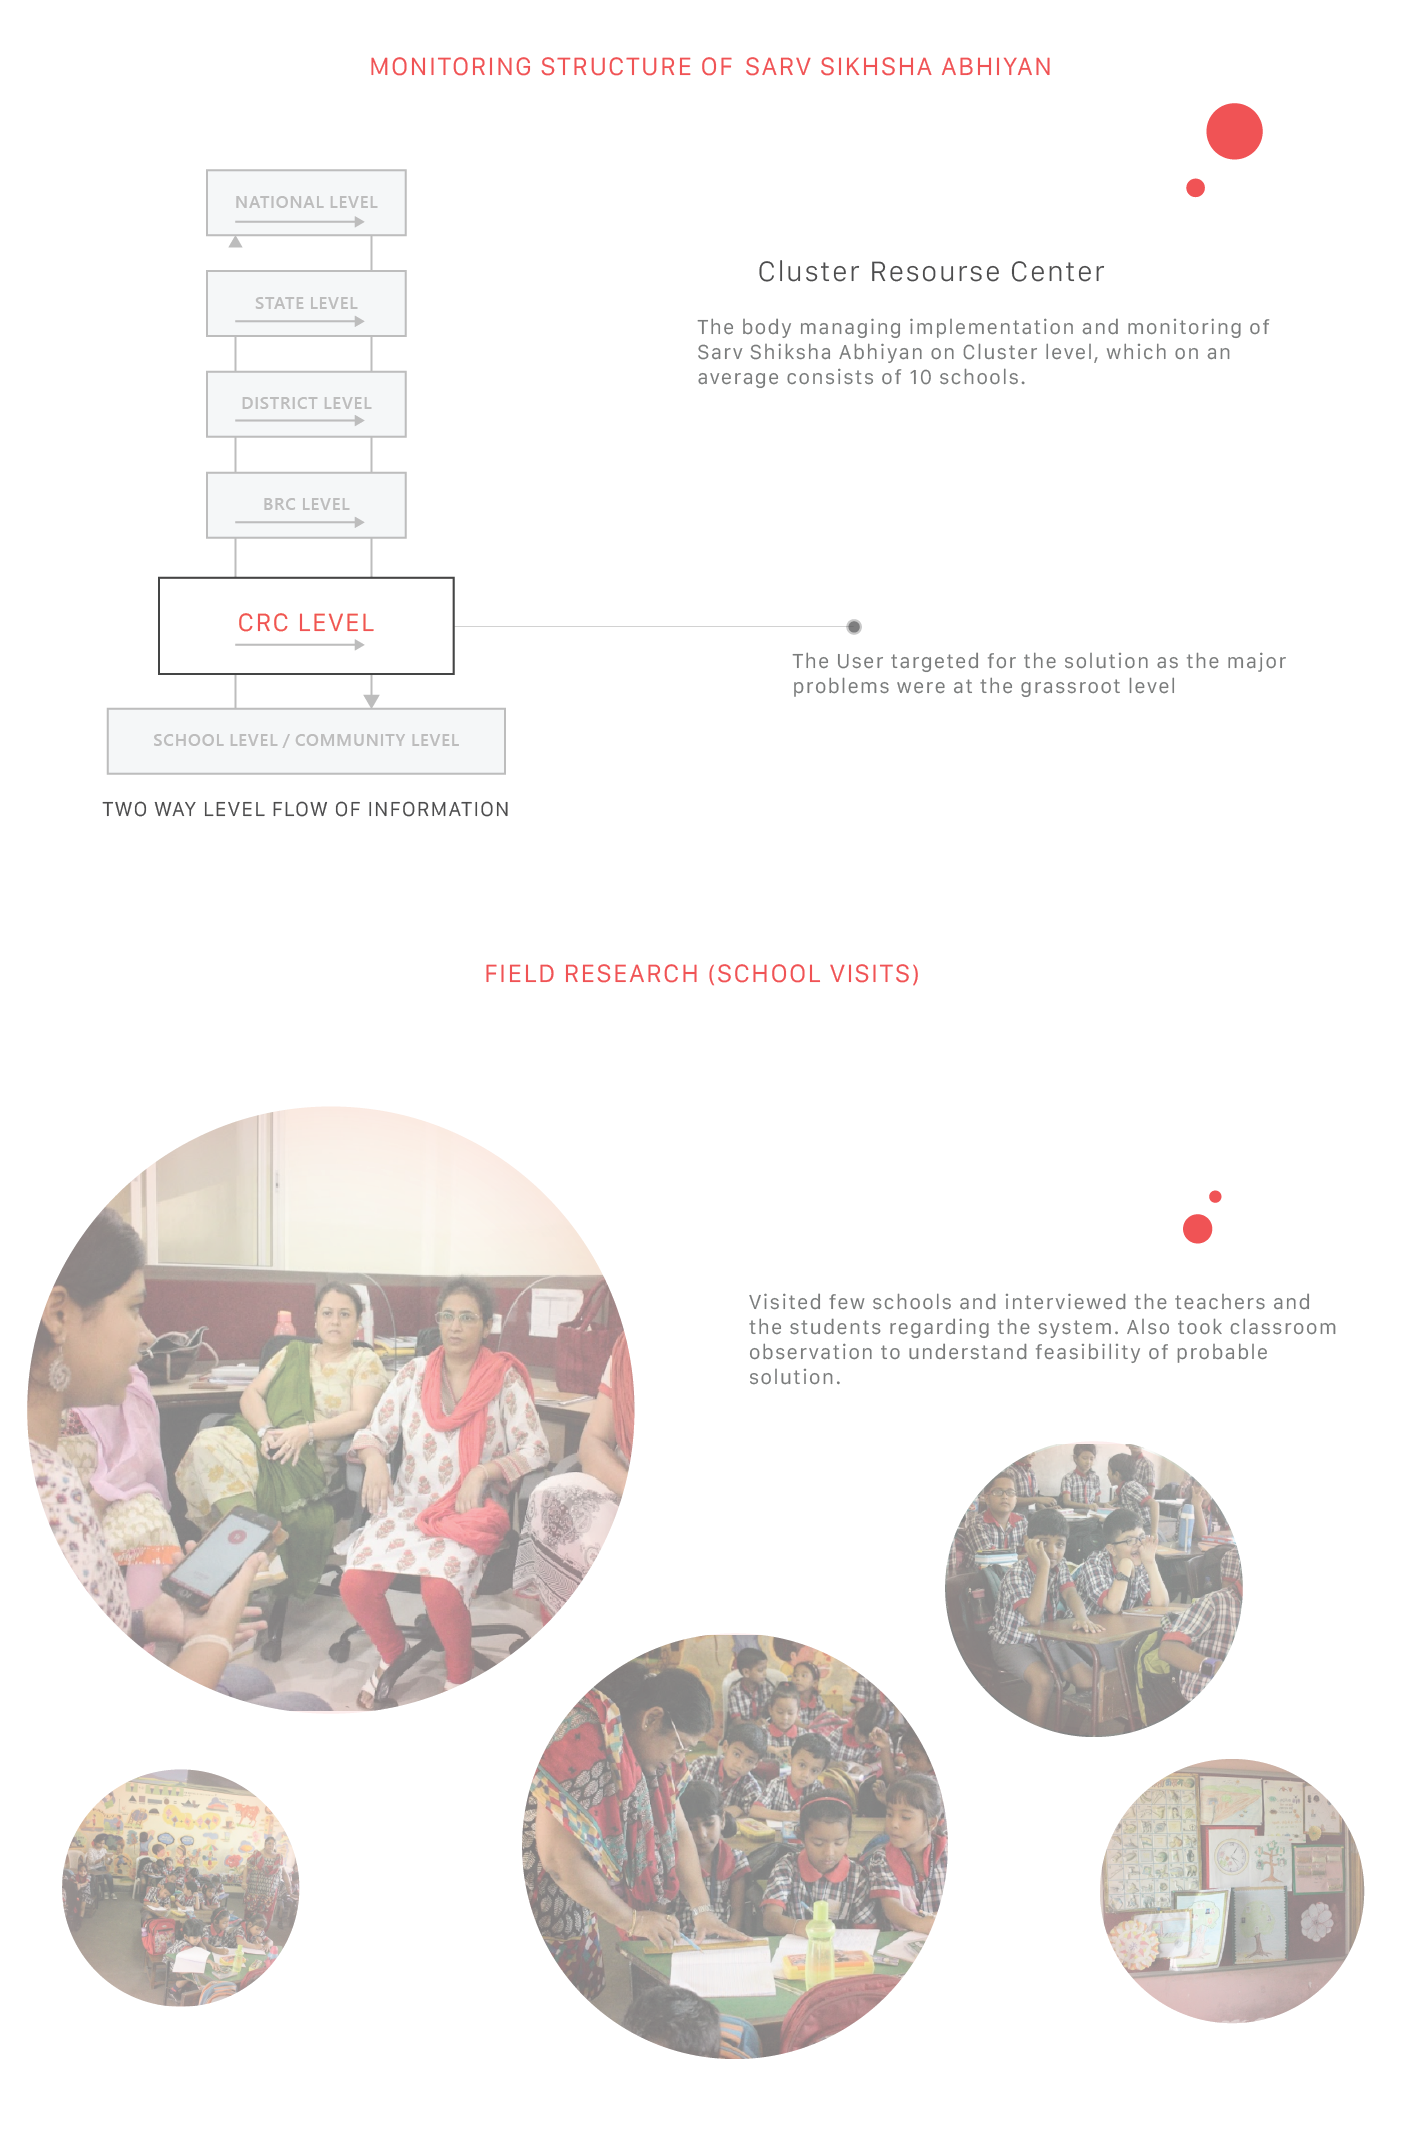 MONITORING STRUCTURE OF SARV SIKHSHA ABHIYAN
NATIONAL LEVEL
STATE LEVEL
DISTRICT LEVEL
BRC LEVEL
CRC LEVEL
SCHOOL LEVEL / COMMUNITY LEVEL
TWO WAY LEVEL FLOW OF INFORMATION
Cluster Resourse Center
The body managing implementation and monitoring of
Sarv Shiksha Abhiyan on Cluster level, which on an
average consists of 10 schools.
The User targeted for the solution as the major
problems were at the grassroot level
FIELD RESEARCH (SCHOOL VISITS)
Visited few schools and interviewed the teachers and
the students regarding the system. Also took classroom
observation to understand feasibility of probable
solution.